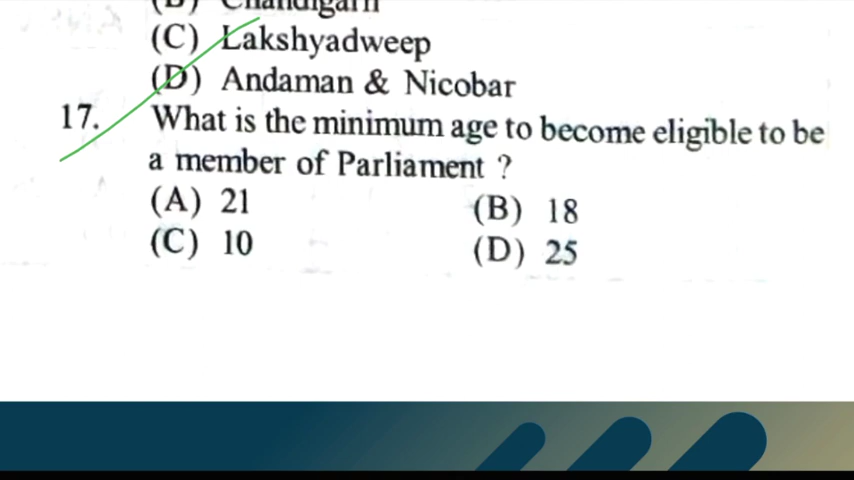 (C) Lakshyadweep
(D) Andaman & Nicobar
17. What is the minimum age to become eligible to be
a member of Parliament ?
(A) 21 (B) 18
(C) 10 (D) 25